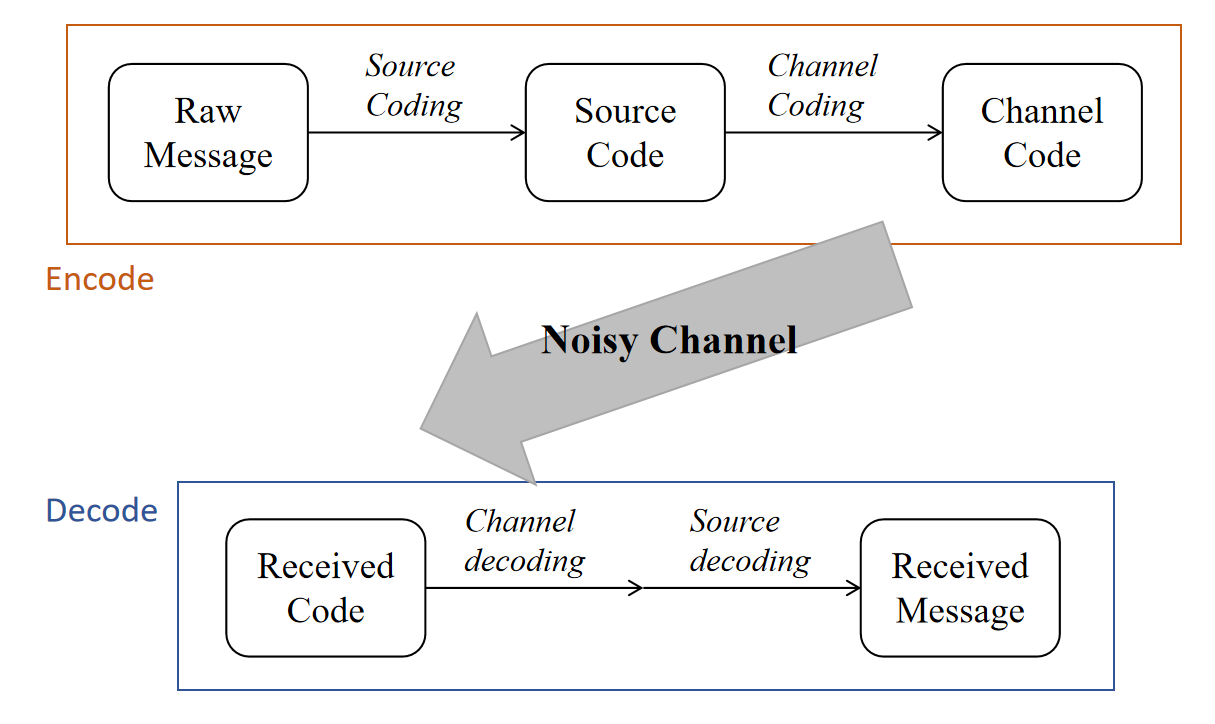 Source
Coding
Channel
Coding
Raw
Message
Source
Code
Channel
Code
Encode
Noisy Channel
Decode
Channel
decoding
Source
decoding
Received
Code
Received
Message